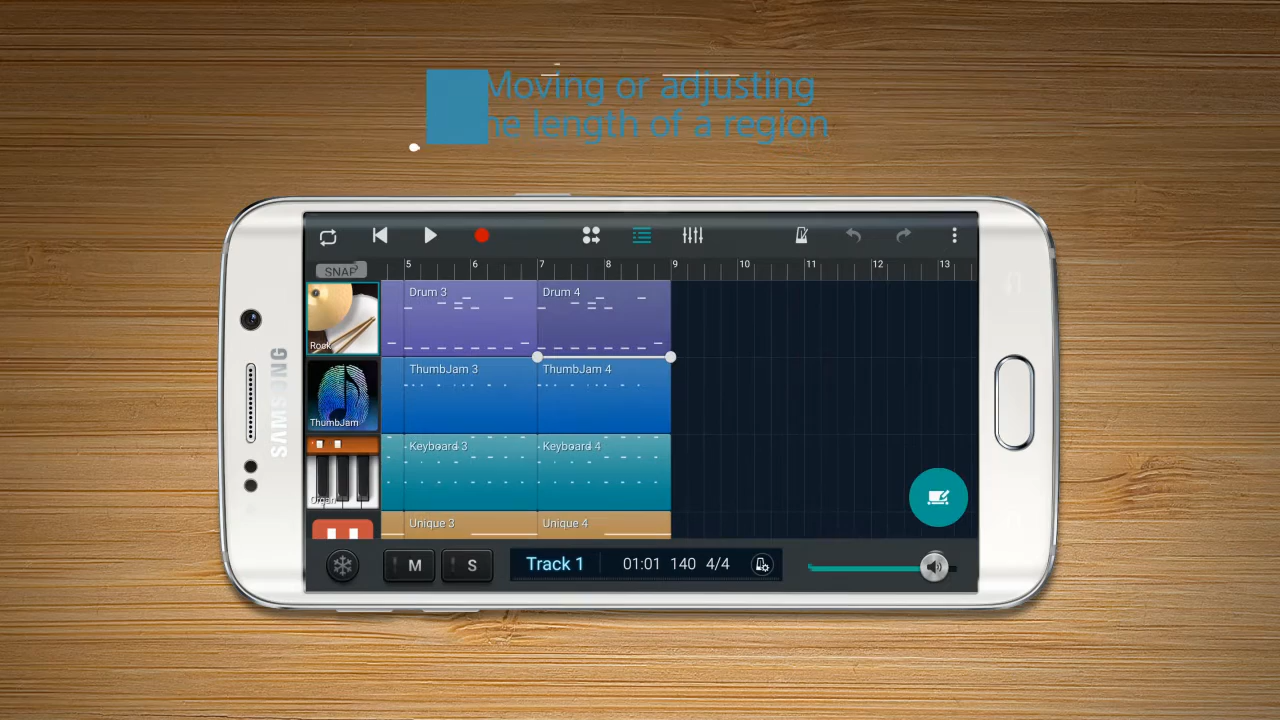 Moving or adjusting
length of a region
SAMSUNG
SNAP
5 6 7 8 9 10 11 12 13
Rock
Drum 3
Drum 4
ThumbJam
ThumbJam 3
ThumbJam 4
Organ
Keyboard 3
Keyboard 4
Unique 3
Unique 4
M
S
Track 1
01:01 140 4/4